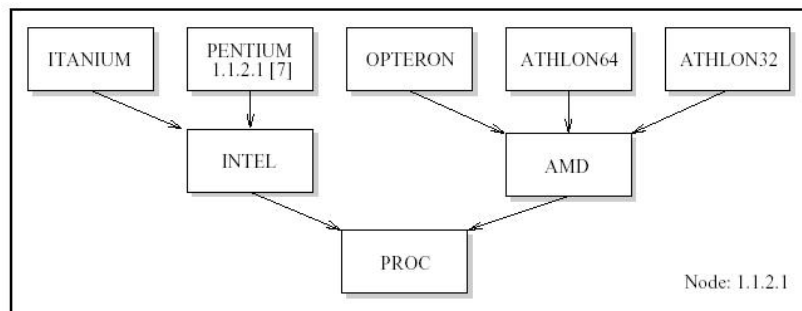 ITANIUM
PENTIUM
1.1.2.1 [7]
OPTERON
ATHLON64
ATHLON32
INTEL
AMD
PROC
Node: 1.1.2.1